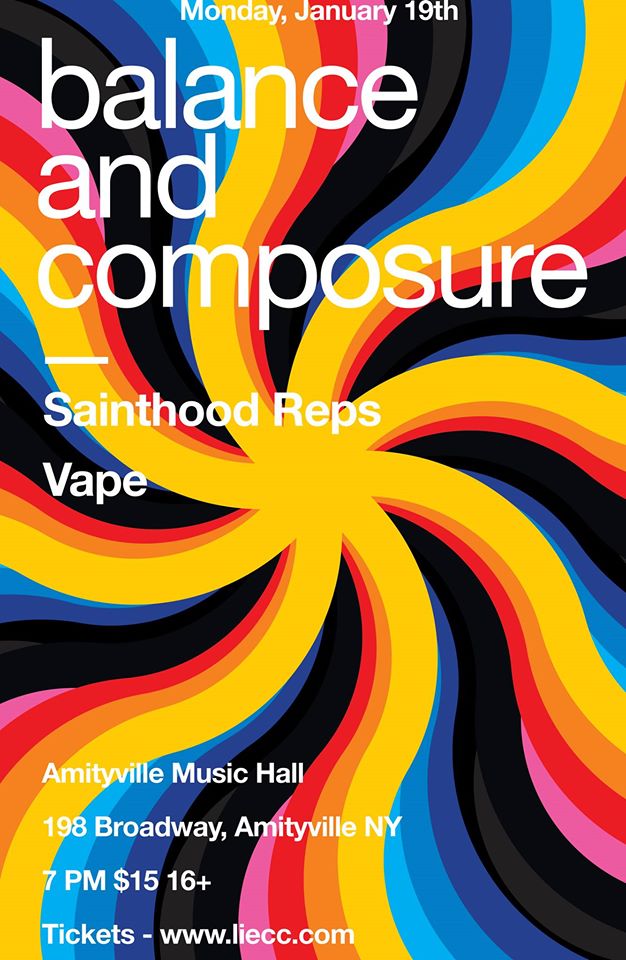 Monday, January 19th
balance
and
composure
Sainthood Reps
Vape
Amityville Music Hall
198 Broadway, Amityville NY
7 PM $15 16+
Tickets - www.liecc.com